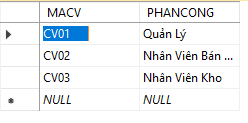 MACV PHANCONG
CV01 Quản Lý
CV02 Nhân Viên Bán ...
CV03 Nhân Viên Kho
NULL NULL